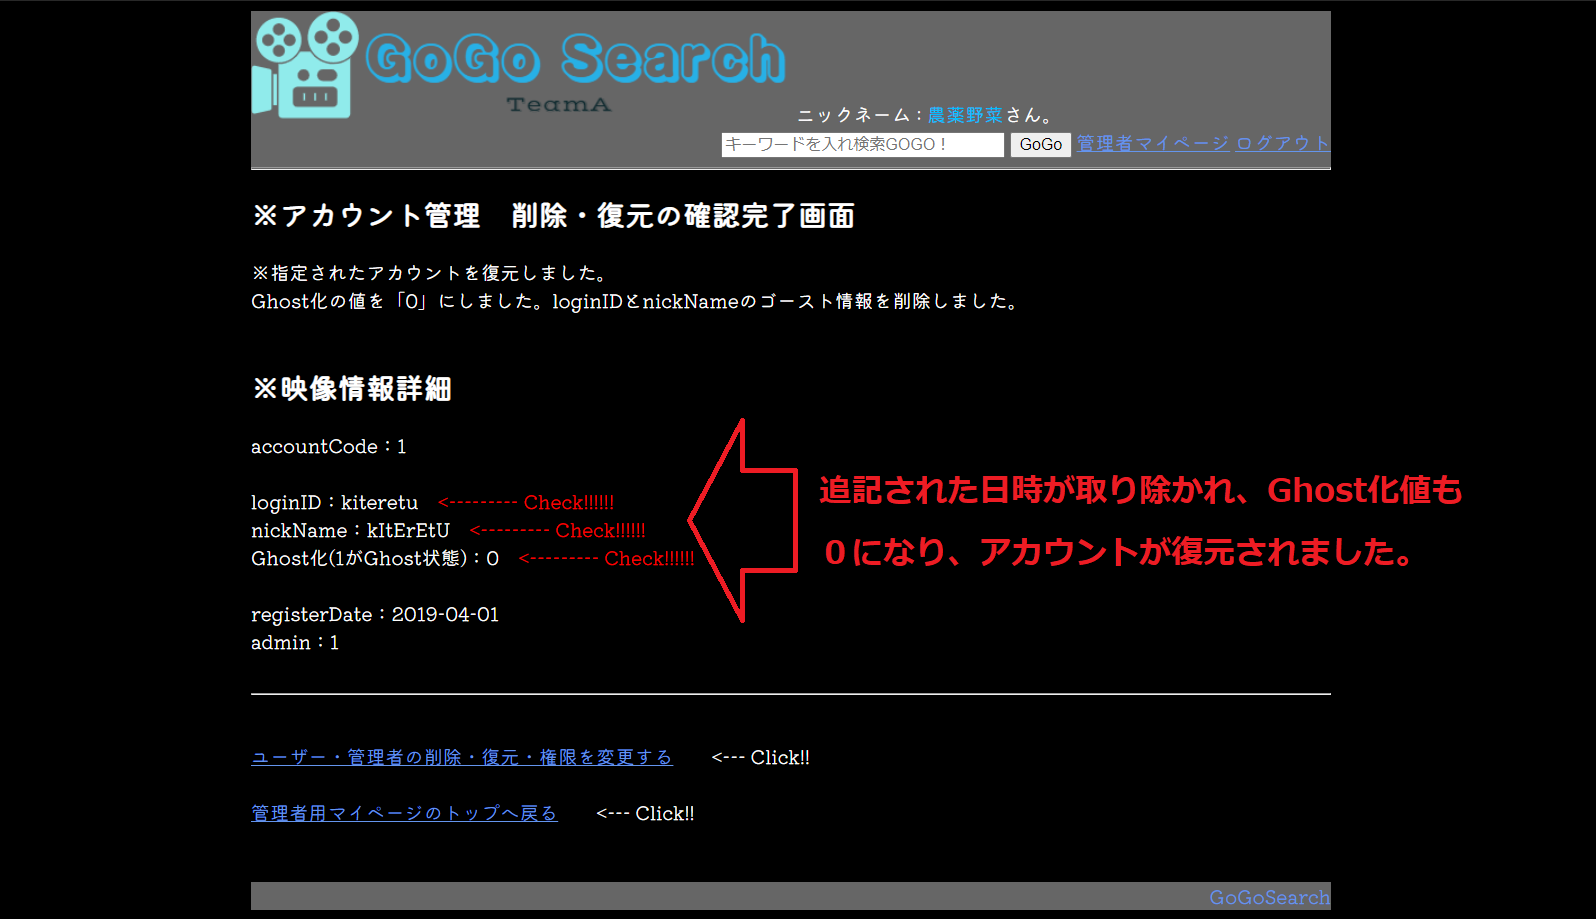 GoGo Search
TeamA
ニックネーム：農薬野菜さん。
キーワードを入れ検索GOGO！ GoGo 管理者マイページ ログアウト
※アカウント管理　削除・復元の確認完了画面
※指定されたアカウントを復元しました。
Ghost化の値を「0」にしました。loginIDとnickNameのゴースト情報を削除しました。
※映像情報詳細
accountCode：1
loginID：kiteretu <--------- Check!!!!!!
nickName：kItErEtU <--------- Check!!!!!!
Ghost化(1がGhost状態)：0 <--------- Check!!!!!!
追記された日時が取り除かれ、Ghost化値も
０になり、アカウントが復元されました。
registerDate：2019-04-01
admin：1
ユーザー・管理者の削除・復元・権限を変更する <--- Click!!
管理者用マイページのトップへ戻る <--- Click!!
GoGoSearch